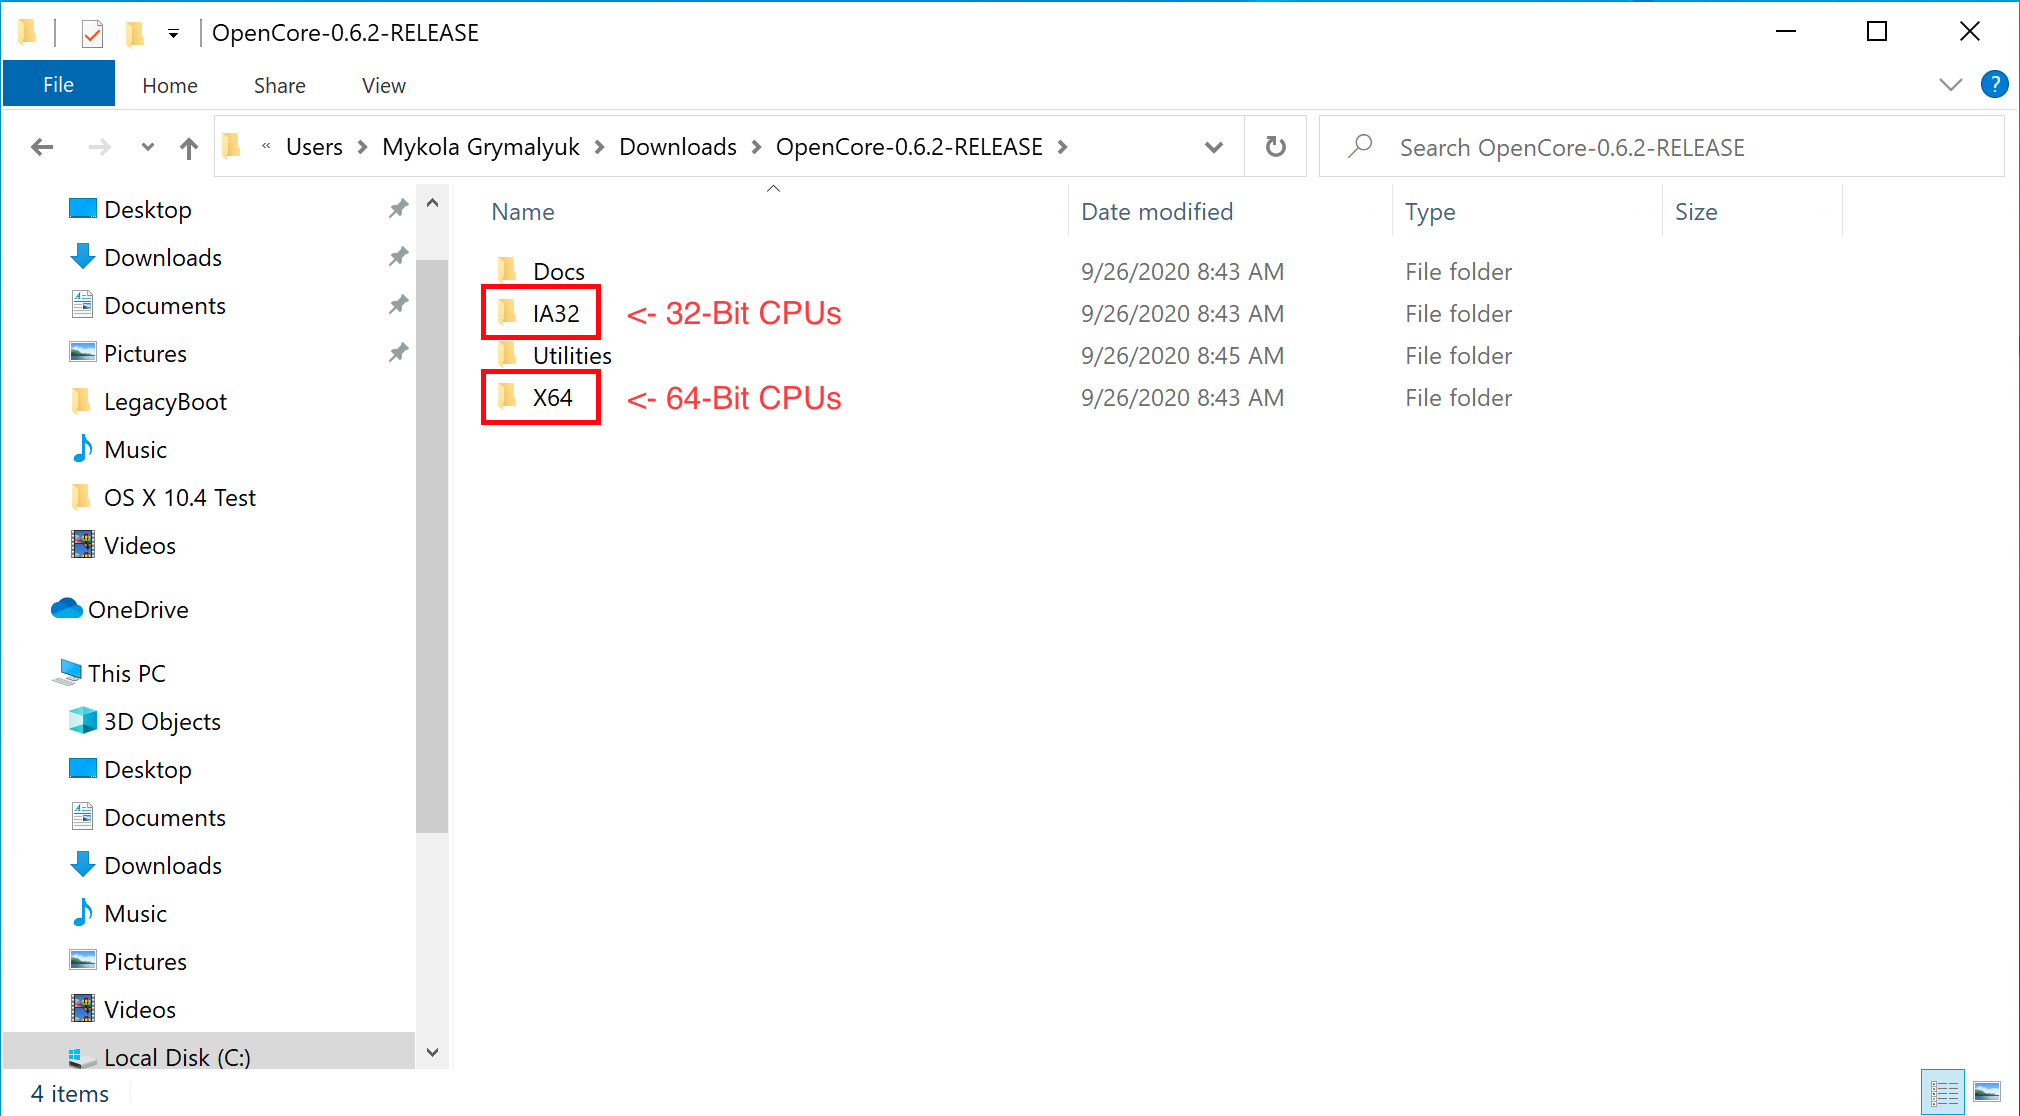 OpenCore-0.6.2-RELEASE
File Home Share View ?
« Users > Mykola Grymalyuk > Downloads > OpenCore-0.6.2-RELEASE >
Search OpenCore-0.6.2-RELEASE
Desktop
Downloads
Documents
Pictures
LegacyBoot
Music
OS X 10.4 Test
Videos
OneDrive
This PC
3D Objects
Desktop
Documents
Downloads
Music
Pictures
Videos
Local Disk (C:)
Name Date modified Type Size
Docs 9/26/2020 8:43 AM File folder
IA32 <- 32-Bit CPUs 9/26/2020 8:43 AM File folder
Utilities 9/26/2020 8:45 AM File folder
X64 <- 64-Bit CPUs 9/26/2020 8:43 AM File folder
4 items